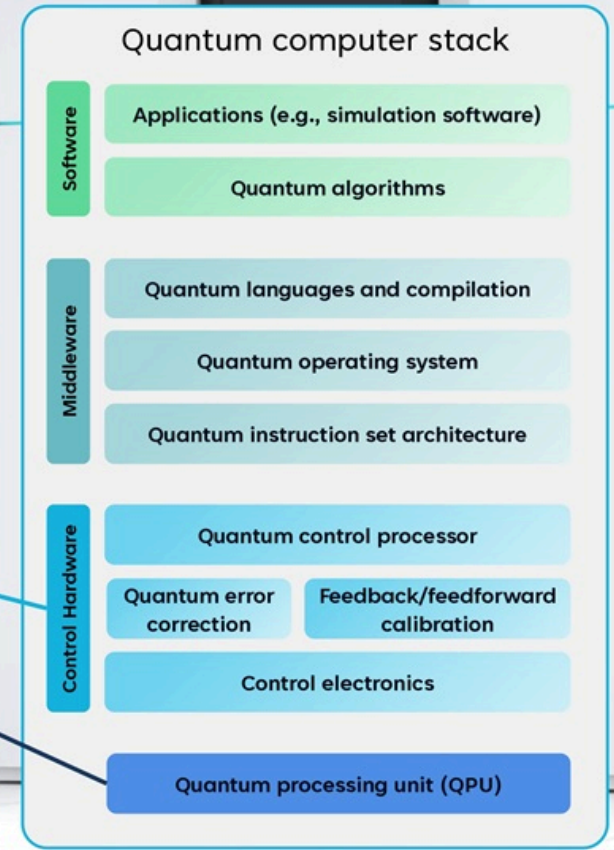 Quantum computer stack
Software
Applications (e.g., simulation software)
Quantum algorithms
Middleware
Quantum languages and compilation
Quantum operating system
Quantum instruction set architecture
Control Hardware
Quantum control processor
Quantum error
correction
Feedback/feedforward
calibration
Control electronics
Quantum processing unit (QPU)